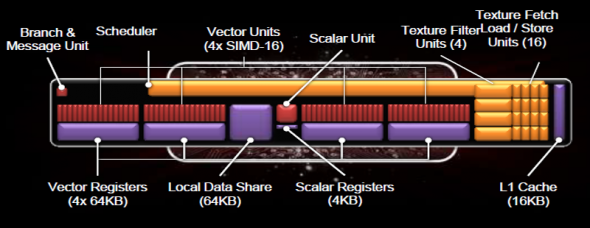 Branch &
Message Unit
Scheduler
Vector Units
(4x SIMD-16)
Scalar Unit
Texture Filter
Units (4)
Texture Fetch
Load / Store
Units (16)
Vector Registers
(4x 64KB)
Local Data Share
(64KB)
Scalar Registers
(4KB)
L1 Cache
(16KB)